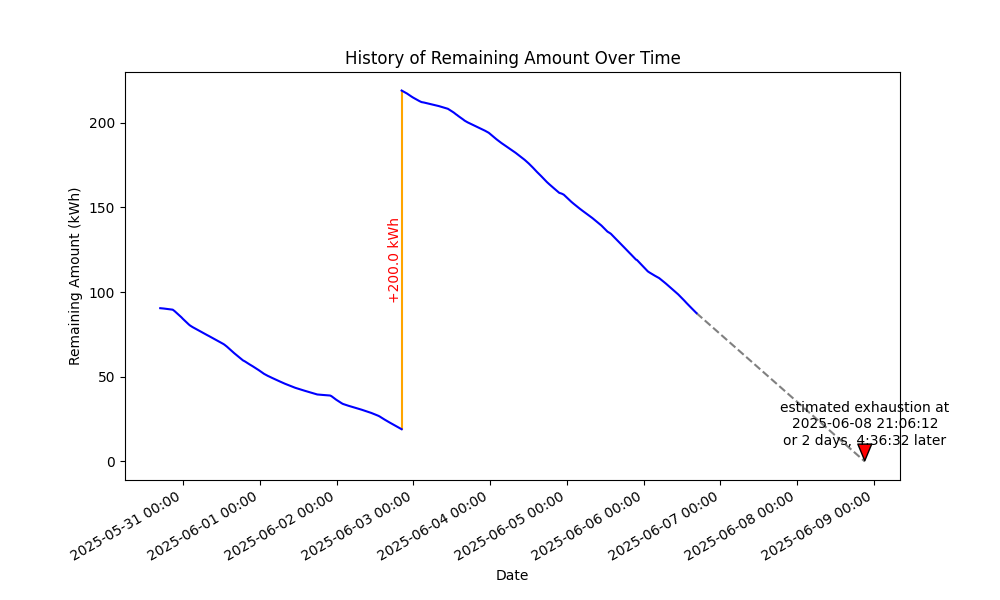 History of Remaining Amount Over Time
Remaining Amount (kWh)
200
150
100
50
0
+200.0 kWh
estimated exhaustion at
2025-06-08 21:06:12
or 2 days, 4:36:32 later
2025-05-31 00:00
2025-06-01 00:00
2025-06-02 00:00
2025-06-03 00:00
2025-06-04 00:00
2025-06-05 00:00
2025-06-06 00:00
2025-06-07 00:00
2025-06-08 00:00
2025-06-09 00:00
Date